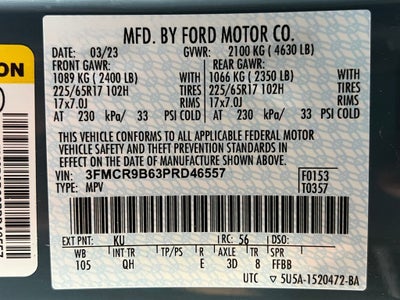 MFD. BY FORD MOTOR CO.
DATE: 03/23 GVWR: 2100 KG (4630 LB)
FRONT GAWR: REAR GAWR:
1089 KG (2400 LB) WITH 1066 KG (2350 LB) WITH
225/65R17 102H TIRES 225/65R17 102H TIRES
17x7.0J RIMS 17x7.0J RIMS
AT 230 kPa/ 33 PSI COLD AT 230 kPa/ 33 PSI COLD
THIS VEHICLE CONFORMS TO ALL APPLICABLE FEDERAL MOTOR
VEHICLE SAFETY AND THEFT PREVENTION STANDARDS IN EFFECT ON
THE DATE OF MANUFACTURE SHOWN ABOVE.
VIN: 3FMCR9B63PRD46557 F0153
TYPE: MPV T0357
EXT PNT: KU RC: 56 DSO:
WB INT TR TP/PS R AXLE TR SPR
105 QH E 3D 8 FFBB
UTC 5U5A-1520472-BA